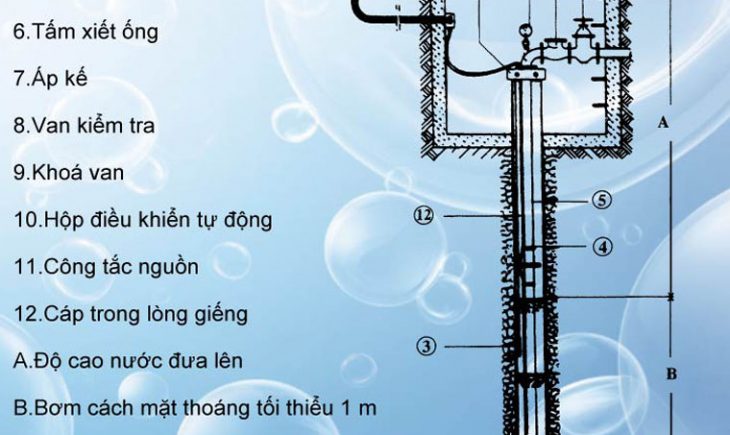 6.Tấm xiết ống
7.Áp kế
8.Van kiểm tra
9.Khoá van
10.Hộp điều khiển tự động
11.Công tắc nguồn
12.Cáp trong lòng giếng
A.Độ cao nước đưa lên
B.Bơm cách mặt thoáng tối thiểu 1 m
A
5
12
4
3
B